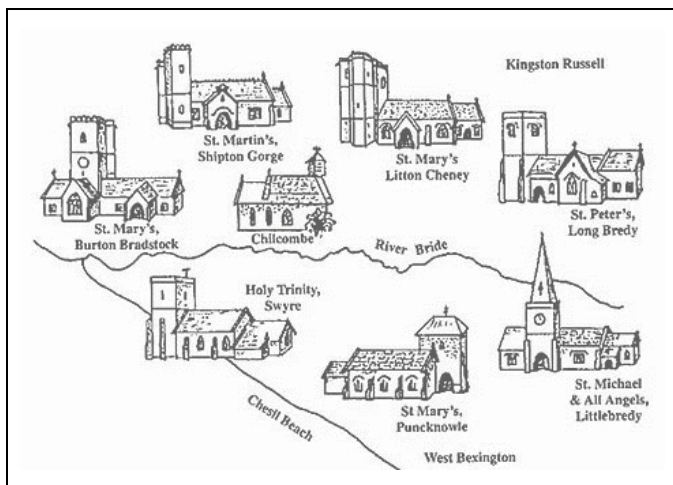 Kingston Russell
St. Martin's,
Shipton Gorge
St. Mary's
Litton Cheney
St. Peter's,
Long Bredy
St. Mary's,
Burton Bradstock
Chilcombe
River Bride
Holy Trinity,
Swyre
Chesil
Beach
St Mary's,
Puncknowle
St. Michael
& All Angels,
Littlebredy
West Bexington